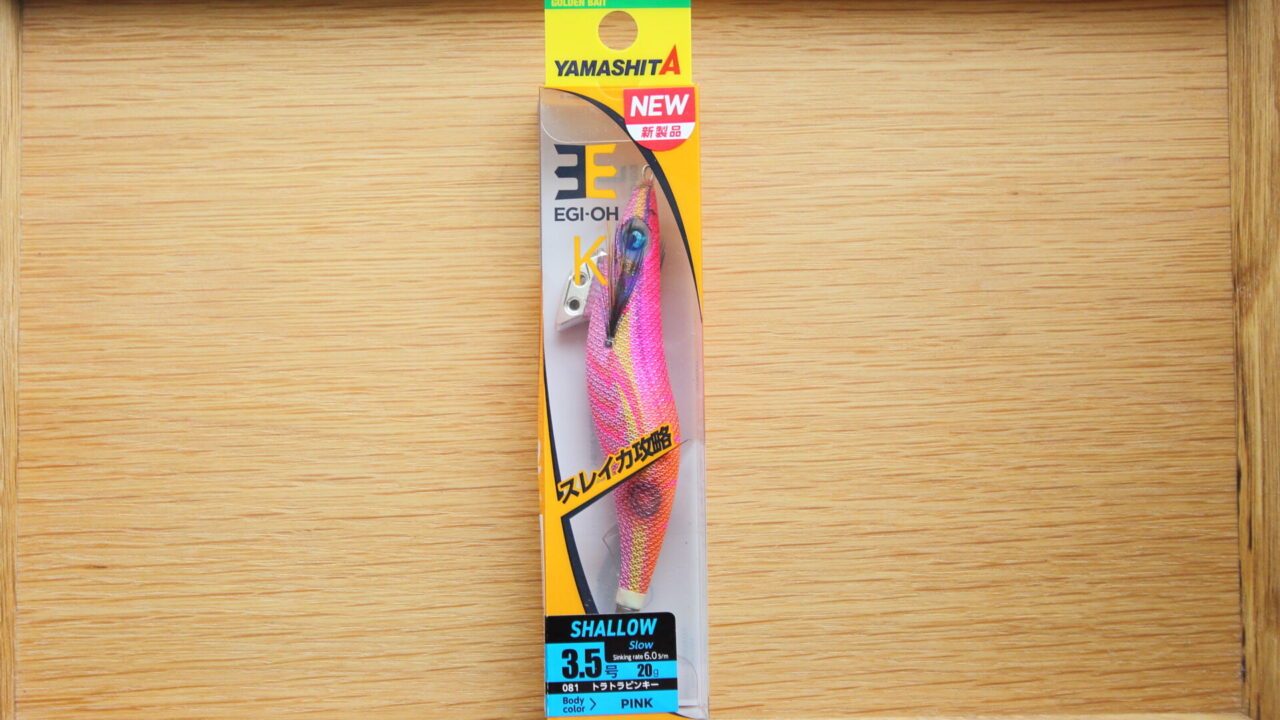 GOLDEN BAIT
YAMASHITA
NEW
新製品
EGI-OH
K
スレイカ攻略
SHALLOW
Slow
Sinking rate 6.0 s/m
3.5号 20g
081 トラトラピンキー
Body color > PINK